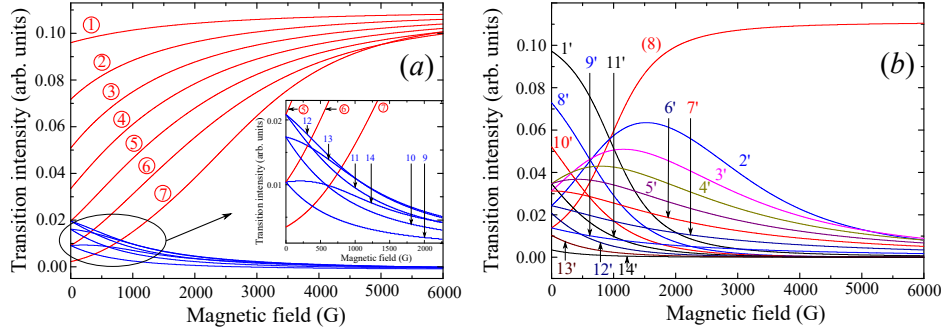 Transition intensity (arb. units)
0.10
0.08
0.06
0.04
0.02
0.00
0 1000 2000 3000 4000 5000 6000
Magnetic field (G)
(a)
①
②
③
④
⑤
⑥
⑦
Transition intensity (arb. units)
0.02
0.01
0 500 1000 1500 2000
Magnetic field (G)
⑤ ⑥ ⑦
12
13
11 14 10 9
Transition intensity (arb. units)
0.10
0.08
0.06
0.04
0.02
0.00
0 1000 2000 3000 4000 5000 6000
Magnetic field (G)
(b)
1' 9' 11' (8)
8'
10'
6' 7'
2'
3'
4'
5'
13' 12' 14'